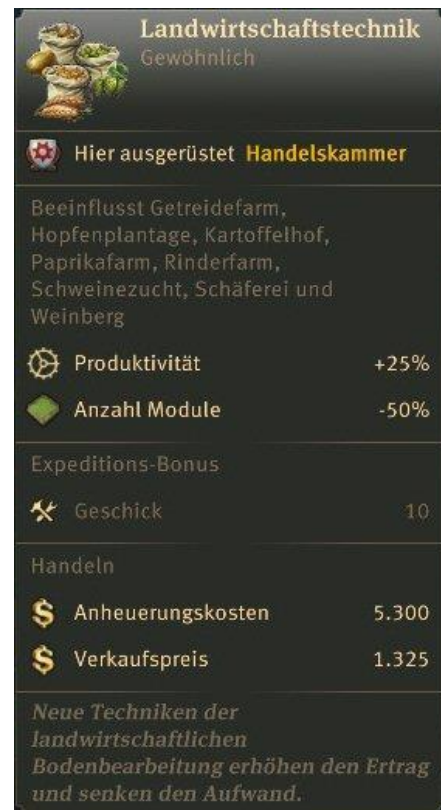 Landwirtschaftstechnik
Gewöhnlich
Hier ausgerüstet Handelskammer
Beeinflusst Getreidefarm,
Hopfenplantage, Kartoffelhof,
Paprikafarm, Rinderfarm,
Schweinezucht, Schäferei und
Weinberg
Produktivität +25%
Anzahl Module -50%
Expeditions-Bonus
Geschick 10
Handeln
$ Anheuerungskosten 5.300
$ Verkaufspreis 1.325
Neue Techniken der
landwirtschaftlichen
Bodenbearbeitung erhöhen den Ertrag
und senken den Aufwand.